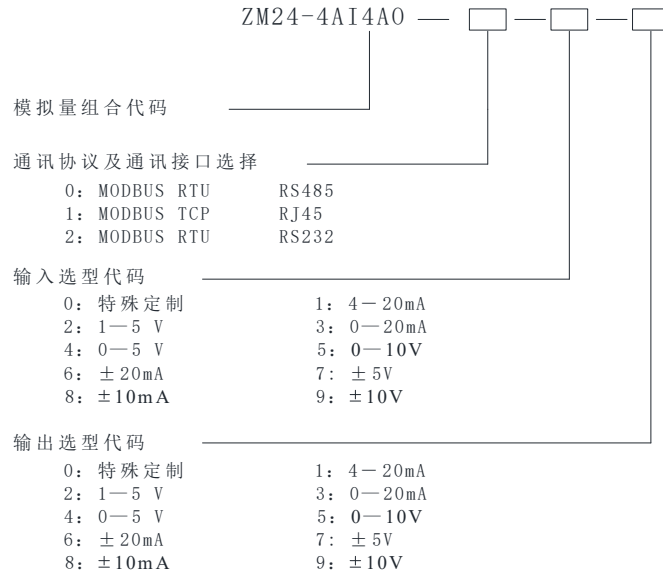 ZM24-4AI4AO — □ — □ — □
模拟量组合代码
通讯协议及通讯接口选择
0: MODBUS RTU RS485
1: MODBUS TCP RJ45
2: MODBUS RTU RS232
输入选型代码
0: 特殊定制 1: 4－20mA
2: 1—5 V 3: 0—20mA
4: 0—5 V 5: 0—10V
6: ±20mA 7: ±5V
8: ±10mA 9: ±10V
输出选型代码
0: 特殊定制 1: 4－20mA
2: 1—5 V 3: 0—20mA
4: 0—5 V 5: 0—10V
6: ±20mA 7: ±5V
8: ±10mA 9: ±10V